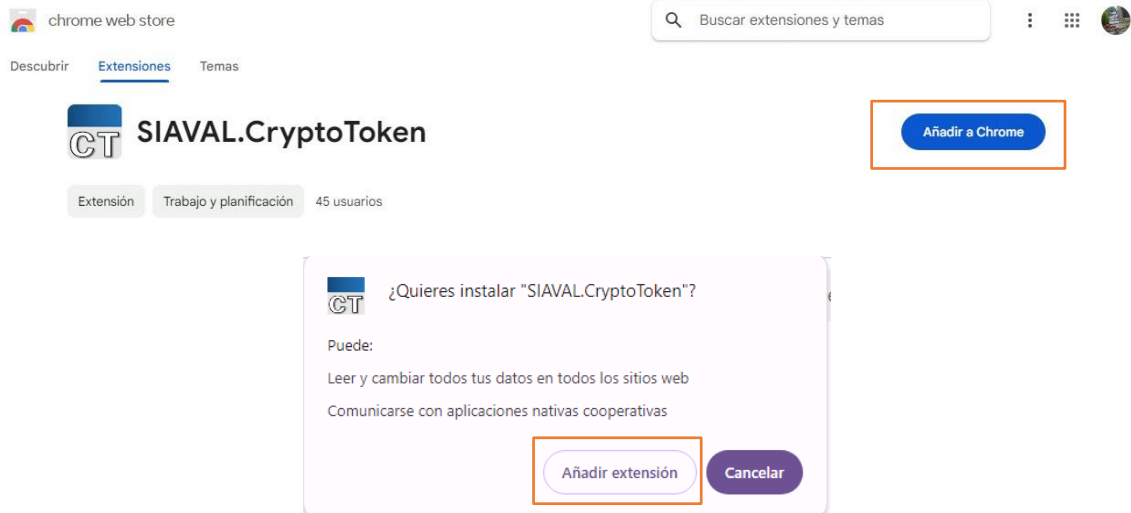 chrome web store
Buscar extensiones y temas
Descubrir Extensiones Temas
CT SIAVAL.CryptoToken
Añadir a Chrome
Extensión Trabajo y planificación 45 usuarios
CT ¿Quieres instalar "SIAVAL.CryptoToken"?
Puede:
Leer y cambiar todos tus datos en todos los sitios web
Comunicarse con aplicaciones nativas cooperativas
Añadir extensión Cancelar